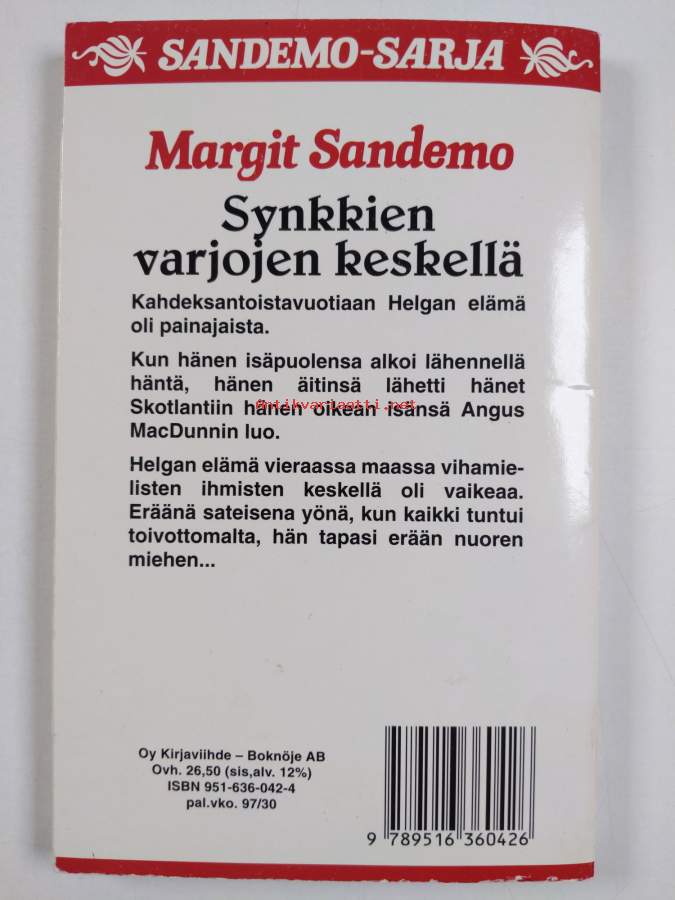 SANDEMO-SARJA
Margit Sandemo
Synkkien
varjojen keskellä
Kahdeksantoistavuotiaan Helgan elämä
oli painajaista.
Kun hänen isäpuolensa alkoi lähennellä
häntä, hänen äitinsä lähetti hänet
Skotlantiin hänen oikean isänsä Angus
MacDunnin luo.
antikvariaatti.net
Helgan elämä vieraassa maassa vihamie-
listen ihmisten keskellä oli vaikeaa.
Eräänä sateisena yönä, kun kaikki tuntui
toivottomalta, hän tapasi erään nuoren
miehen...
Oy Kirjaviihde – Boknöje AB
Ovh. 26,50 (sis,alv. 12%)
ISBN 951-636-042-4
pal.vko. 97/30
9 789516 360426